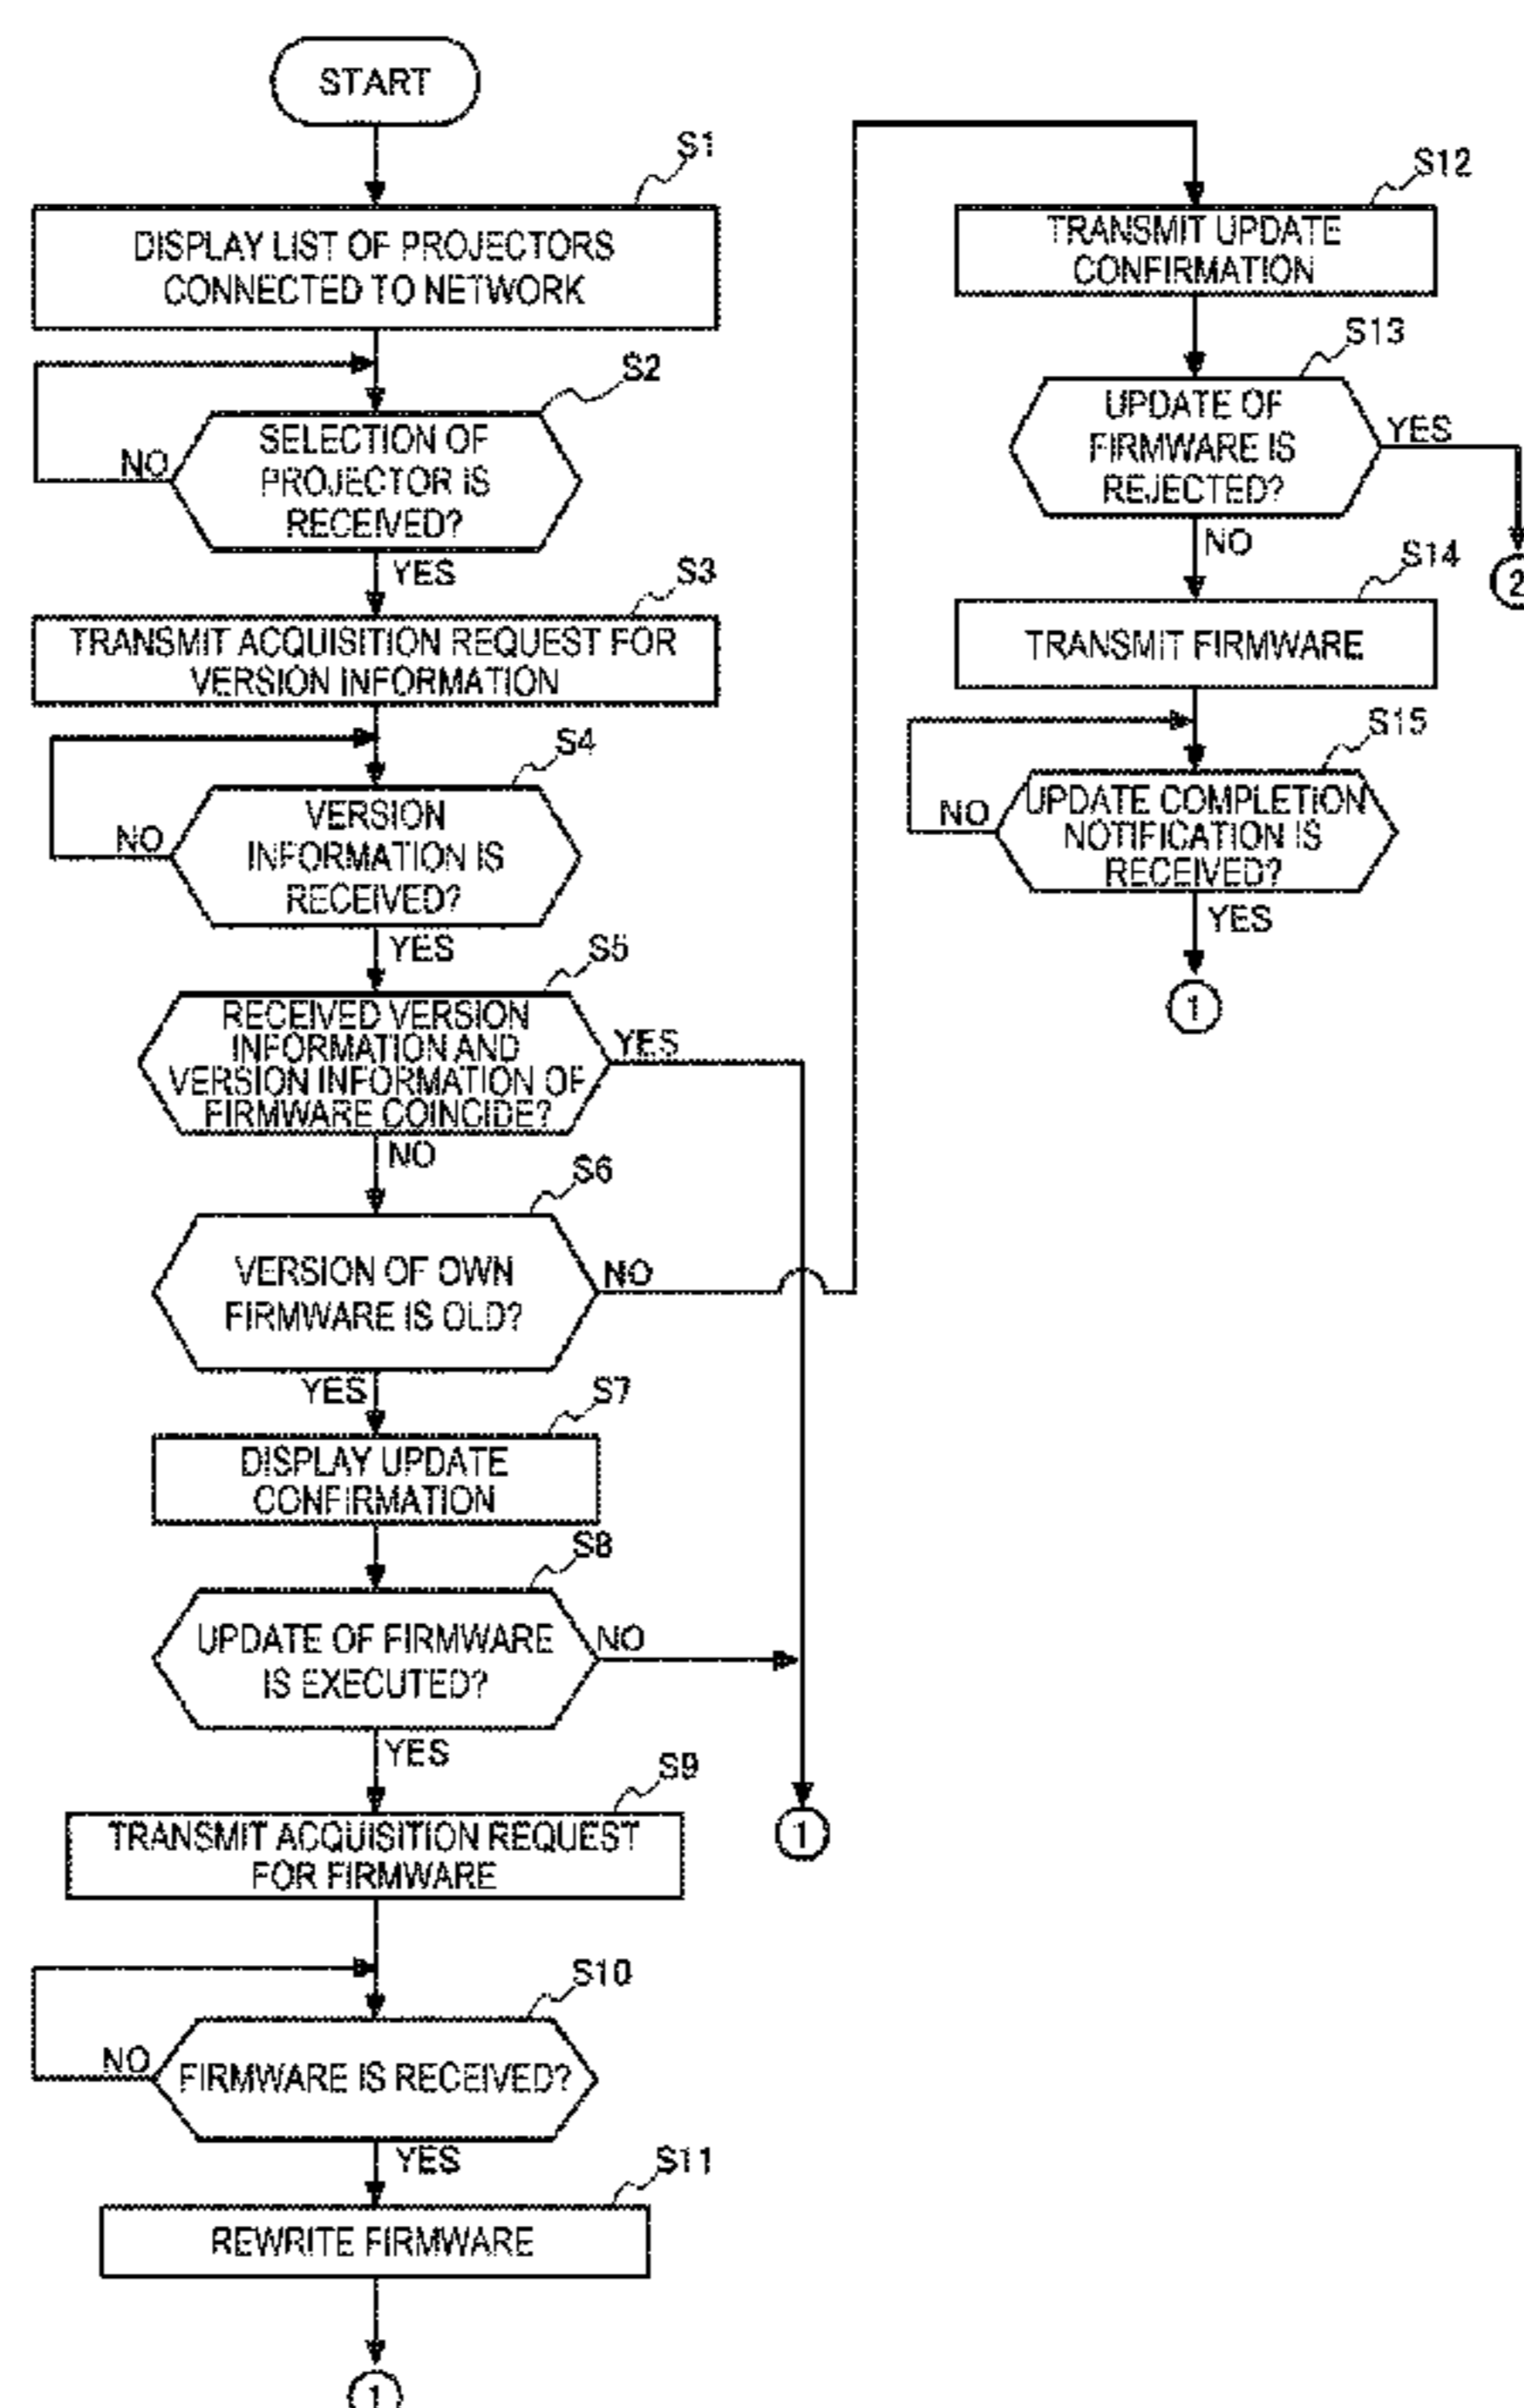 START
S1
DISPLAY LIST OF PROJECTORS
CONNECTED TO NETWORK
S2
SELECTION OF
PROJECTOR IS
RECEIVED?
NO
YES
S3
TRANSMIT ACQUISITION REQUEST FOR
VERSION INFORMATION
S4
VERSION
INFORMATION IS
RECEIVED?
NO
YES
S5
RECEIVED VERSION
INFORMATION AND
VERSION INFORMATION OF
FIRMWARE COINCIDE?
YES
NO
S6
VERSION OF OWN
FIRMWARE IS OLD?
NO
YES
S7
DISPLAY UPDATE
CONFIRMATION
S8
UPDATE OF FIRMWARE
IS EXECUTED?
NO
YES
1
S9
TRANSMIT ACQUISITION REQUEST
FOR FIRMWARE
S10
FIRMWARE IS RECEIVED?
NO
YES
S11
REWRITE FIRMWARE
1
S12
TRANSMIT UPDATE
CONFIRMATION
S13
UPDATE OF
FIRMWARE IS
REJECTED?
YES
2
NO
S14
TRANSMIT FIRMWARE
S15
UPDATE COMPLETION
NOTIFICATION IS
RECEIVED?
NO
YES
1